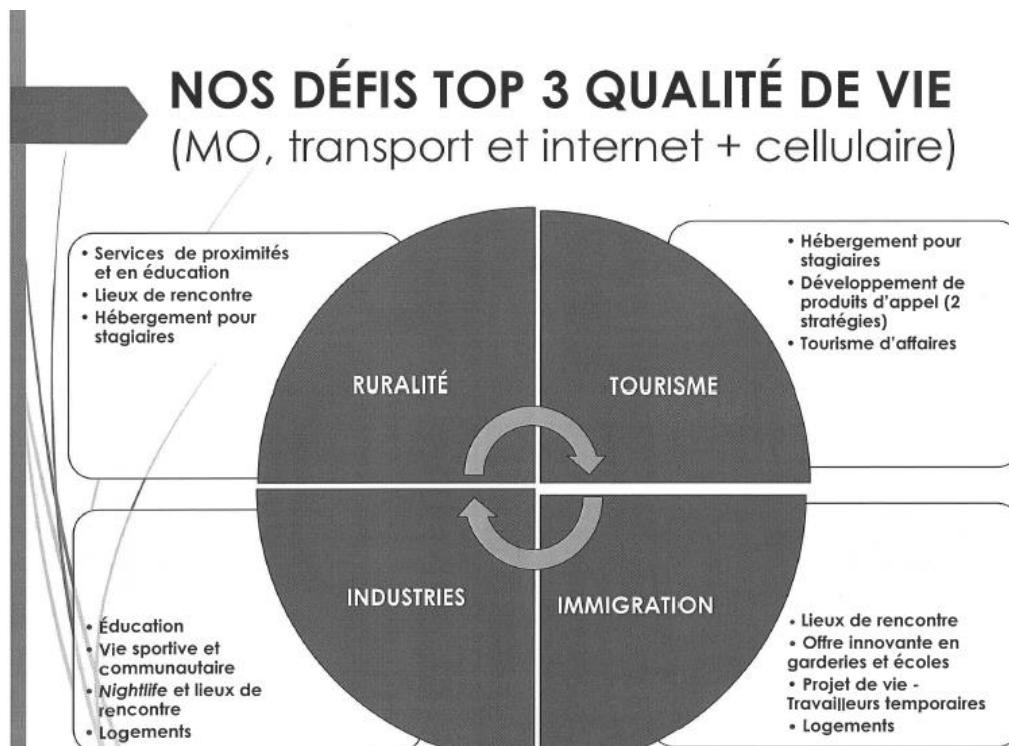 NOS DÉFIS TOP 3 QUALITÉ DE VIE
(MO, transport et internet + cellulaire)
• Services de proximités
et en éducation
• Lieux de rencontre
• Hébergement pour
stagiaires
RURALITÉ
TOURISME
• Hébergement pour
stagiaires
• Développement de
produits d'appel (2
stratégies)
• Tourisme d'affaires
INDUSTRIES
IMMIGRATION
• Éducation
• Vie sportive et
communautaire
• Nightlife et lieux de
rencontre
• Logements
• Lieux de rencontre
• Offre innovante en
garderies et écoles
• Projet de vie -
Travailleurs temporaires
• Logements